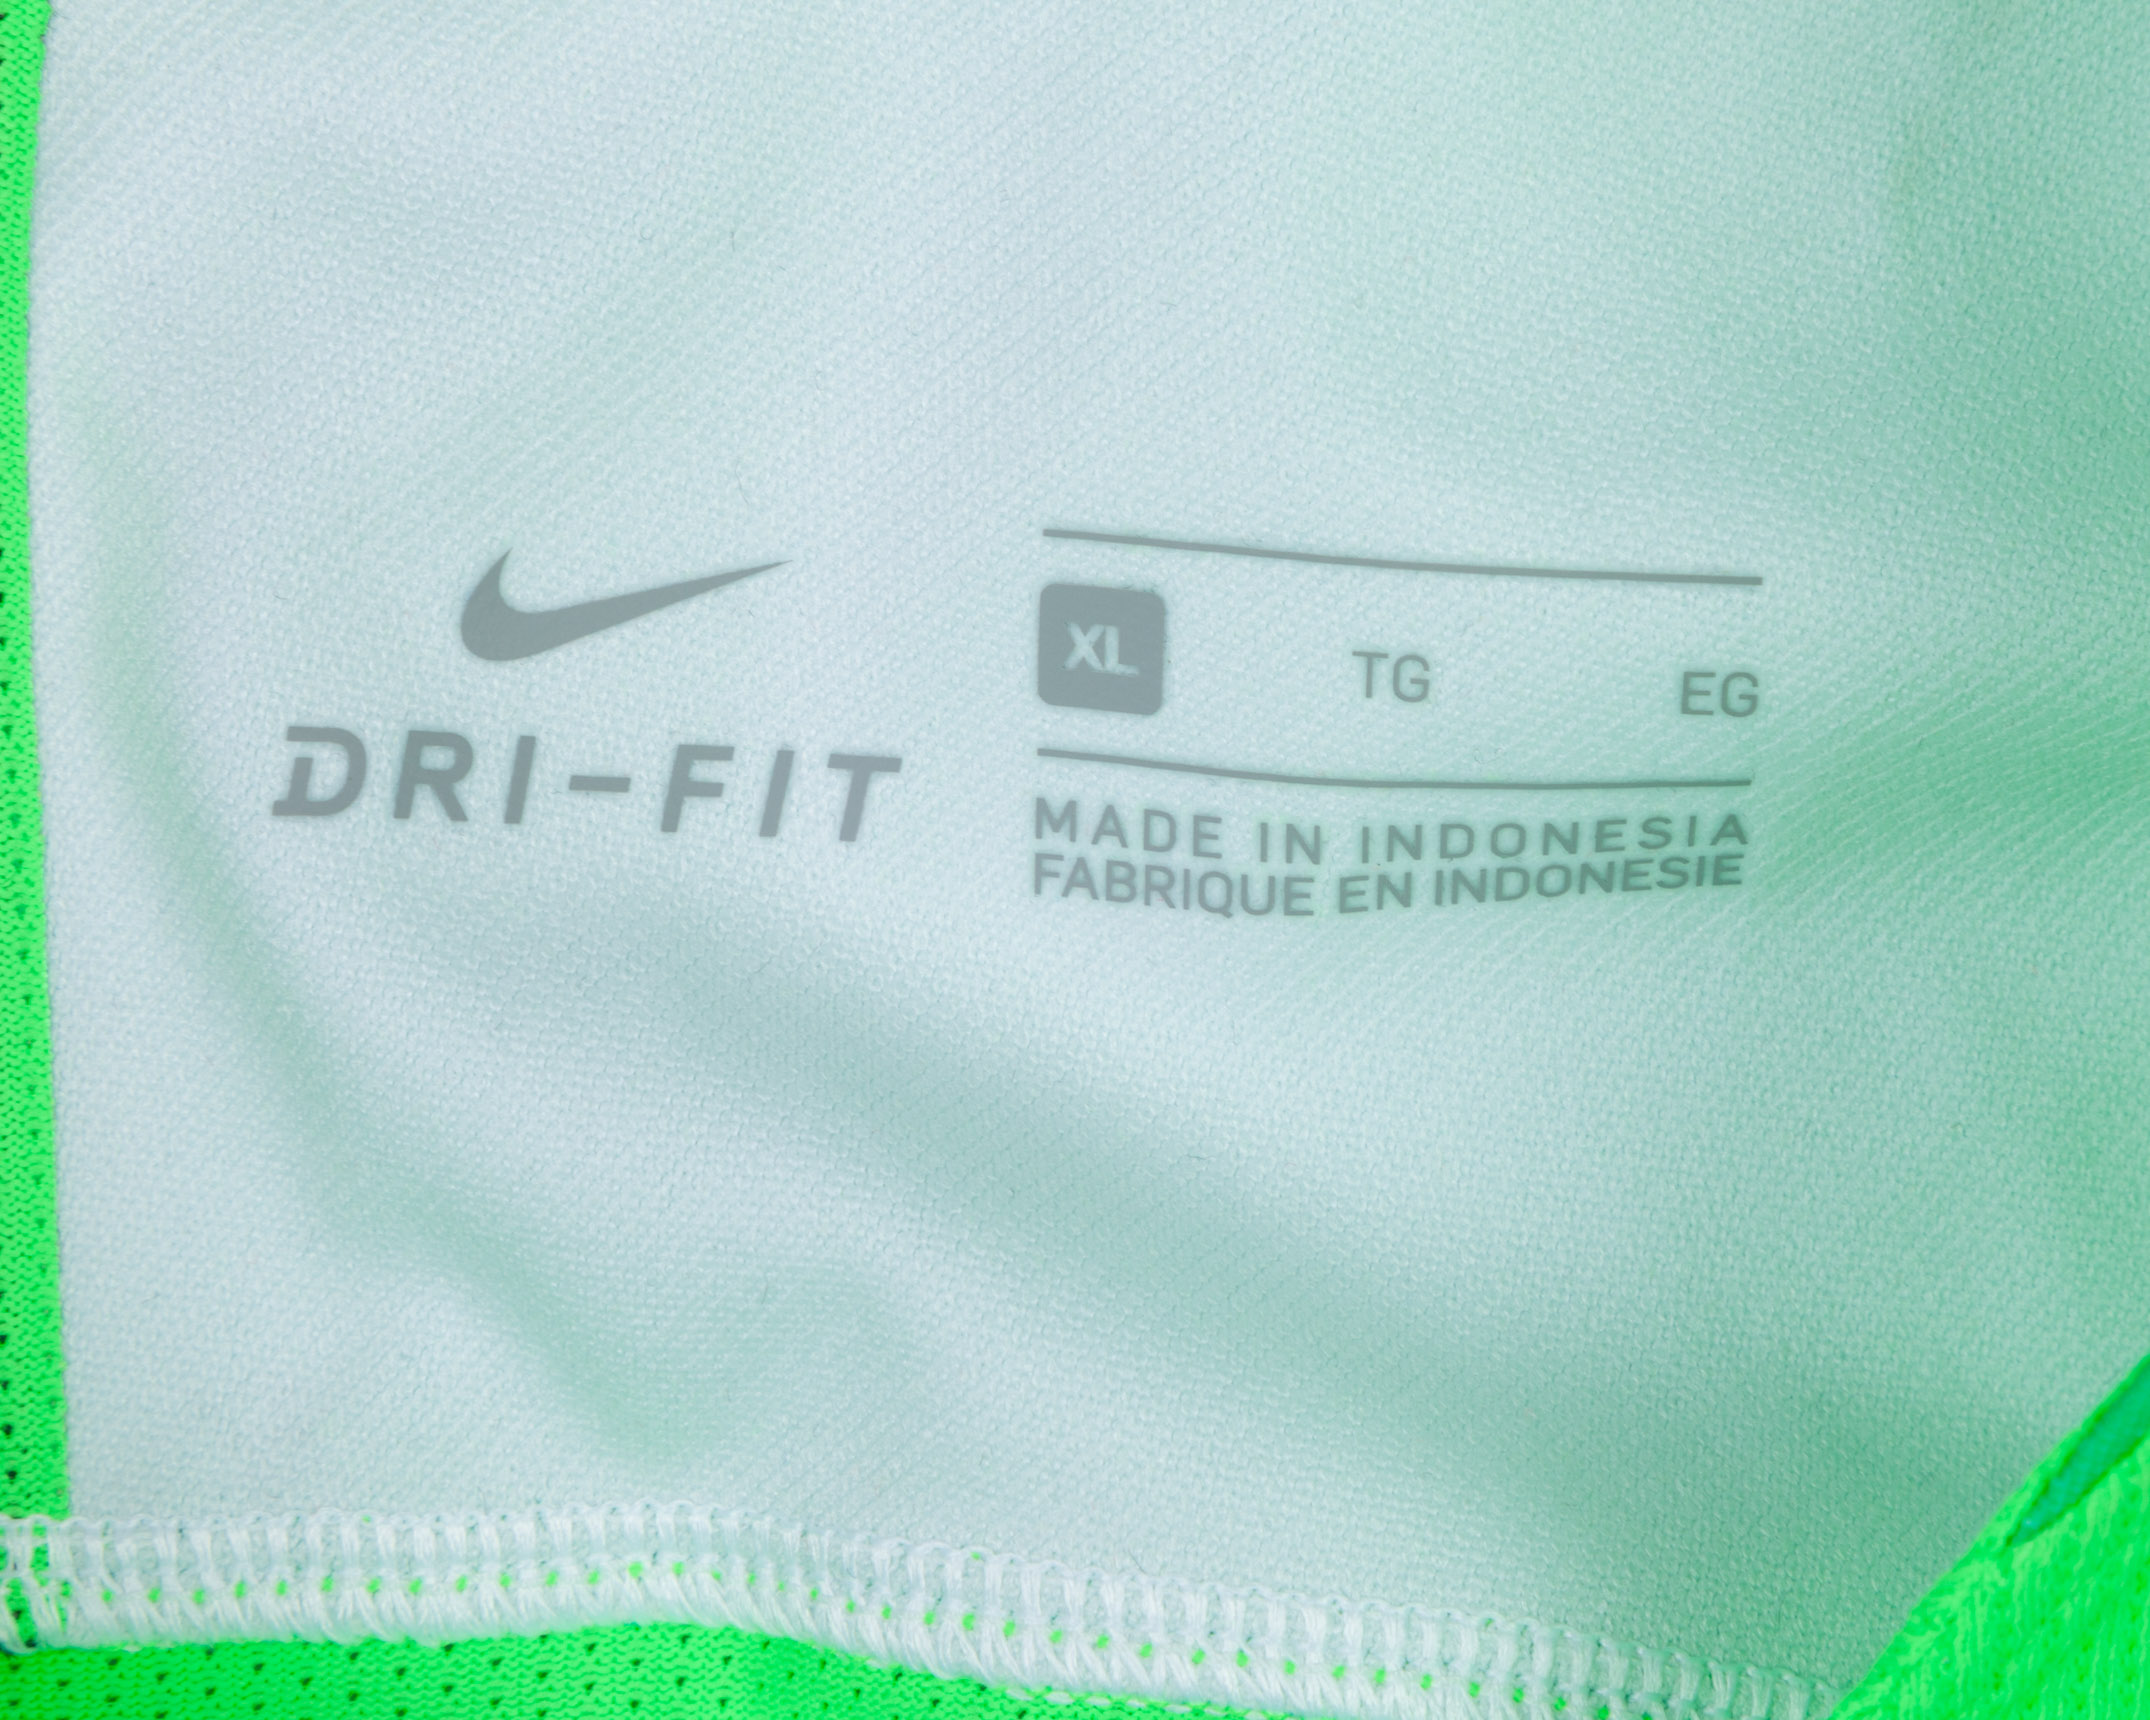 DRI-FIT
XL TG EG
MADE IN INDONESIA
FABRIQUE EN INDONESIE